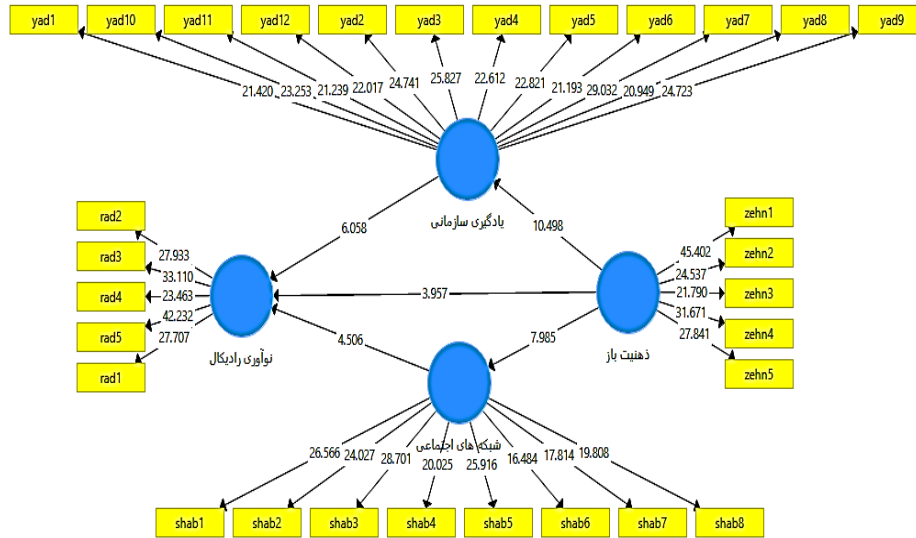 yad1 yad10 yad11 yad12 yad2 yad3 yad4 yad5 yad6 yad7 yad8 yad9
21.420 23.253 21.239 22.017 24.741 25.827 22.612 22.821 21.193 29.032 20.949 24.723
یادگیری سازمانی
6.058
10.498
rad2
rad3
rad4
rad5
rad1
27.933
33.110
23.463
42.232
27.707
نوآوری رادیکال
3.957
4.506
7.985
ذهنیت باز
zehn1
zehn2
zehn3
zehn4
zehn5
45.402
24.537
21.790
31.671
27.841
شبکه های اجتماعی
26.566 24.027 28.701 20.025 25.916 16.484 17.814 19.808
shab1 shab2 shab3 shab4 shab5 shab6 shab7 shab8